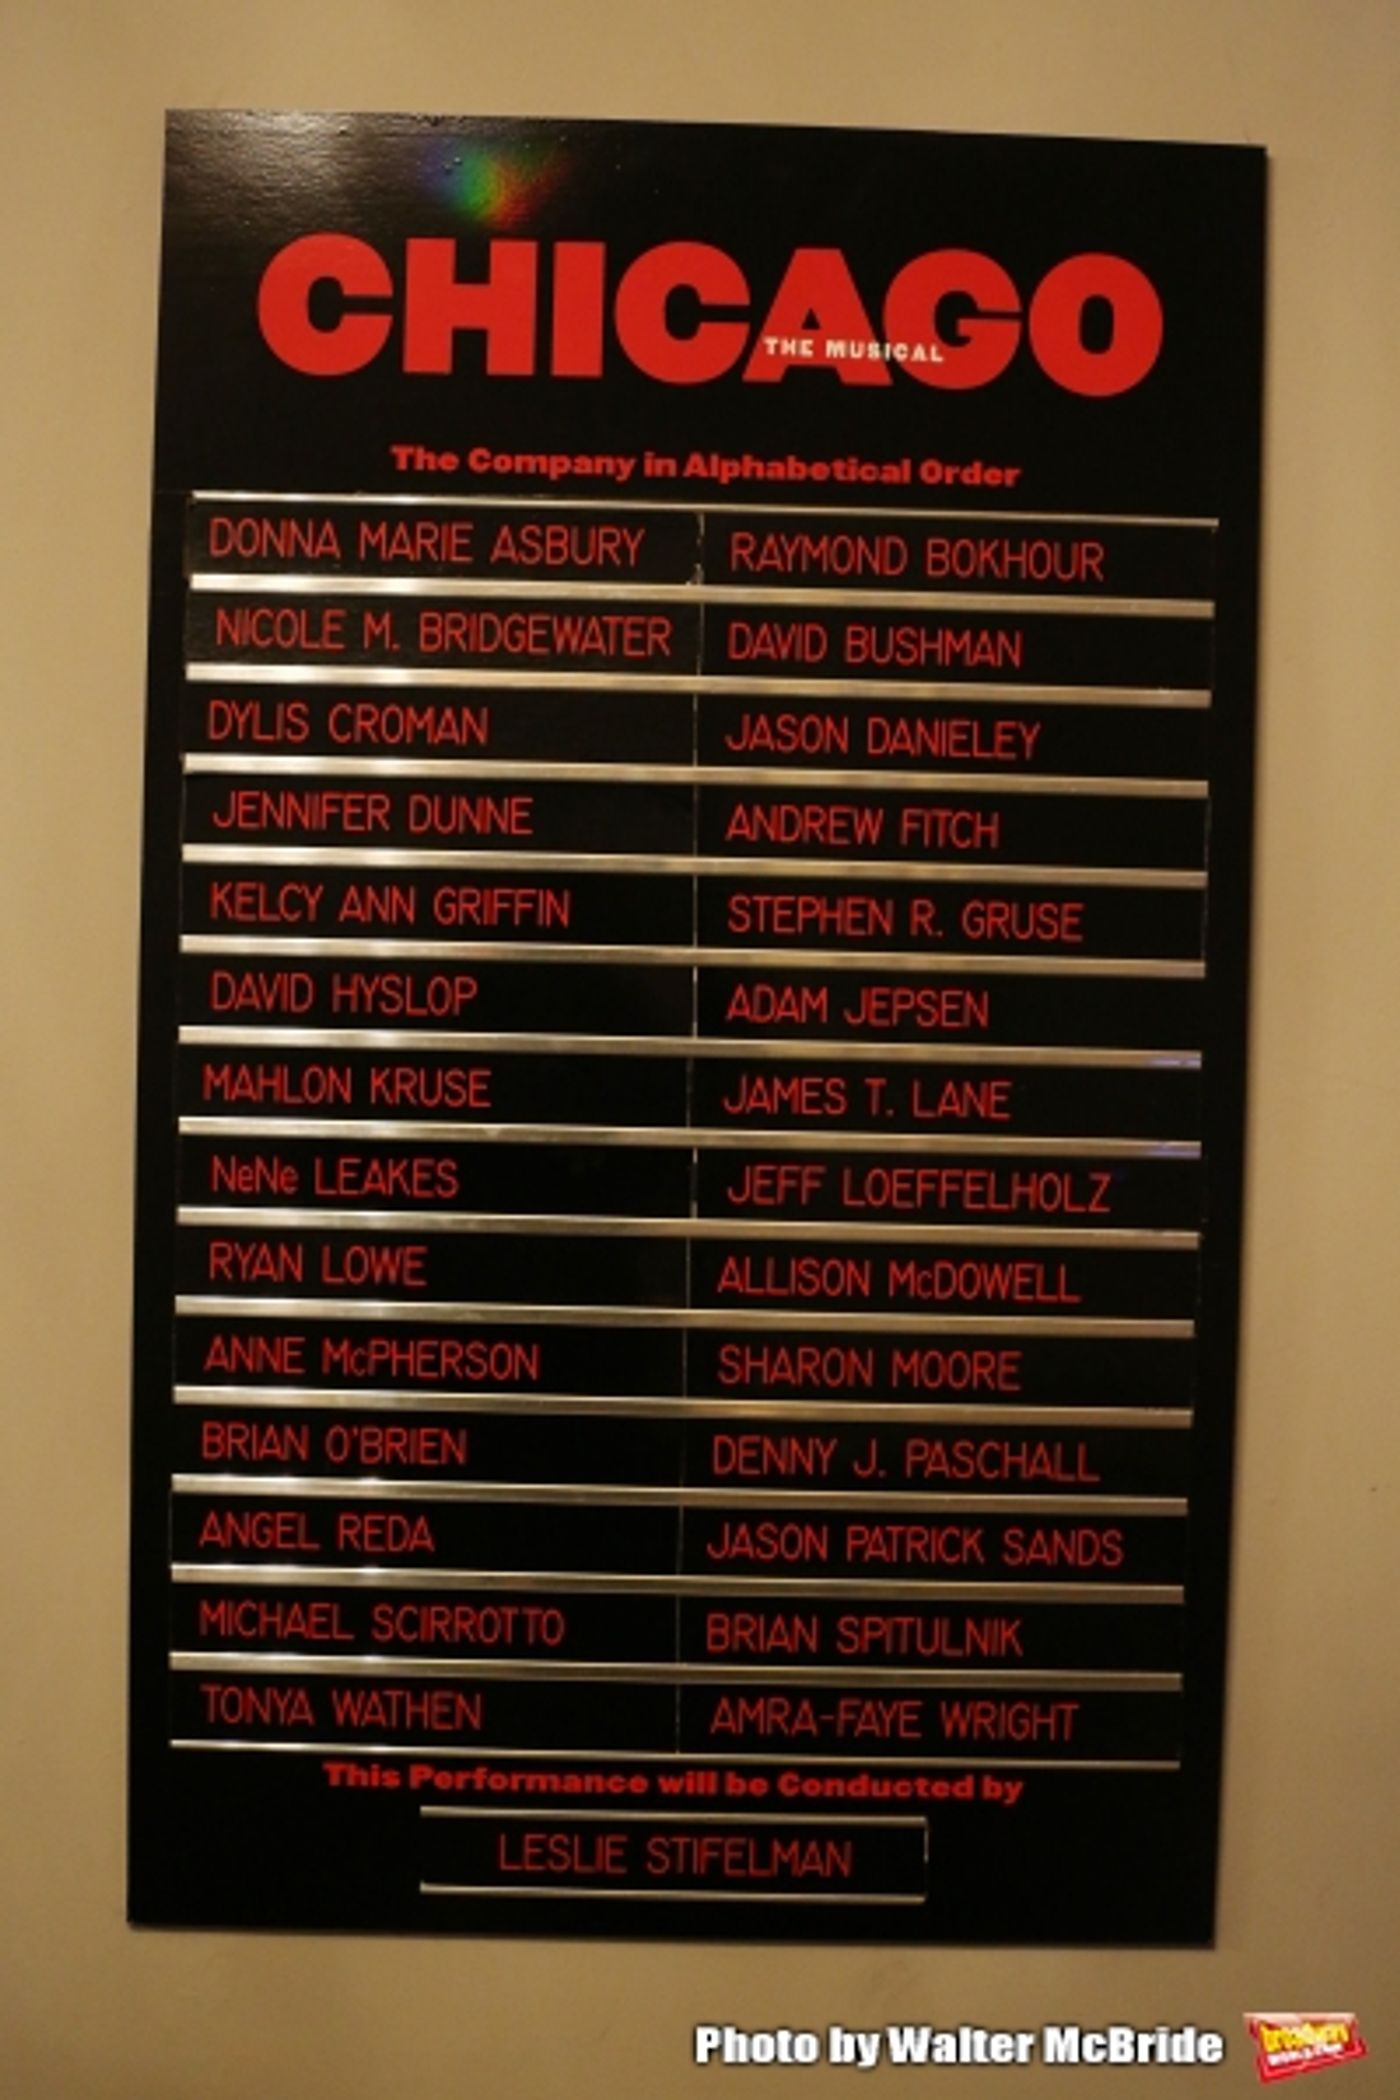 CHICAGO
THE MUSICAL
The Company in Alphabetical Order
DONNA MARIE ASBURY RAYMOND BOKHOUR
NICOLE M. BRIDGEWATER DAVID BUSHMAN
DYLIS CROMAN JASON DANIELEY
JENNIFER DUNNE ANDREW FITCH
KELCY ANN GRIFFIN STEPHEN R. GRUSE
DAVID HYSLOP ADAM JEPSEN
MAHLON KRUSE JAMES T. LANE
NeNe LEAKES JEFF LOEFFELHOLZ
RYAN LOWE ALLISON McDOWELL
ANNE McPHERSON SHARON MOORE
BRIAN O'BRIEN DENNY J. PASCHALL
ANGEL REDA JASON PATRICK SANDS
MICHAEL SCIRROTTO BRIAN SPITULNIK
TONYA WATHEN AMRA-FAYE WRIGHT
This Performance will be Conducted by
LESLIE STIFELMAN
Photo by Walter McBride